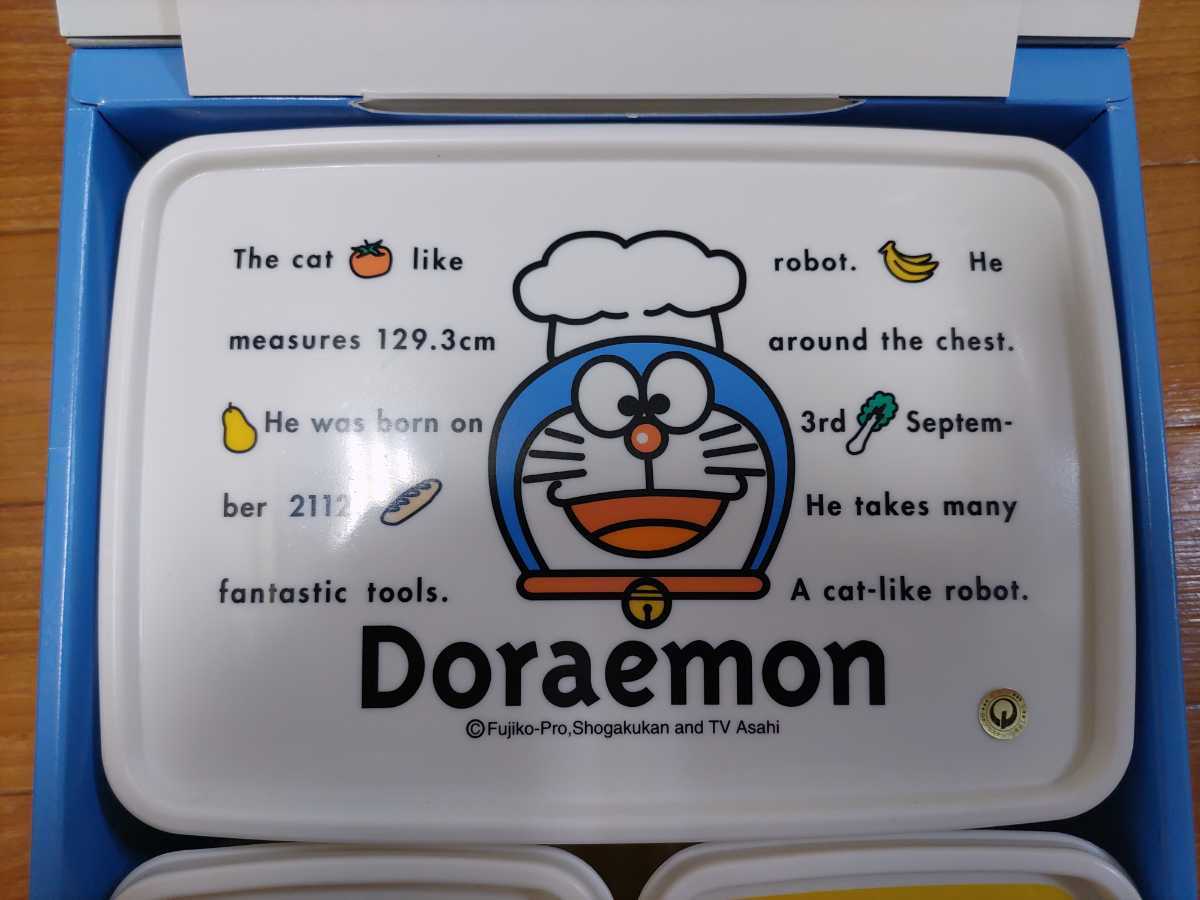 The cat like robot. He
measures 129.3cm around the chest.
He was born on 3rd Septem-
ber 2112 He takes many
fantastic tools. A cat-like robot.
Doraemon
©Fujiko-Pro,Shogakukan and TV Asahi